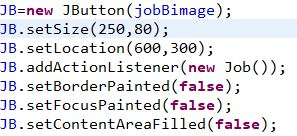 JB=new JButton(jobBimage);
JB.setSize(250,80);
JB.setLocation(600,300);
JB.addActionListener(new Job());
JB.setBorderPainted(false);
JB.setFocusPainted(false);
JB.setContentAreaFilled(false);